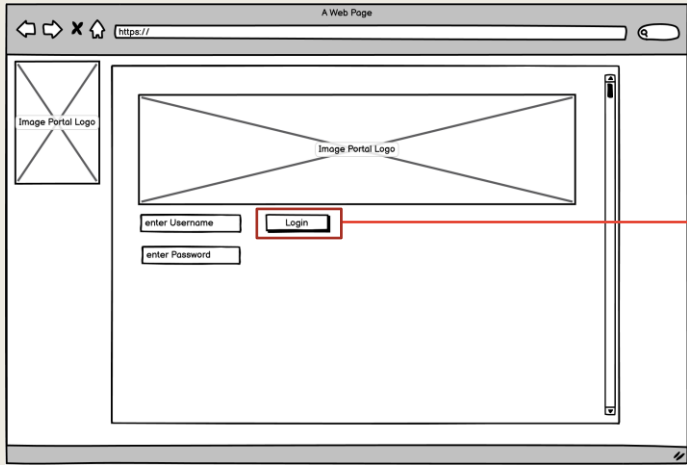 A Web Page
https://
Image Portal Logo
Image Portal Logo
enter Username
Login
enter Password